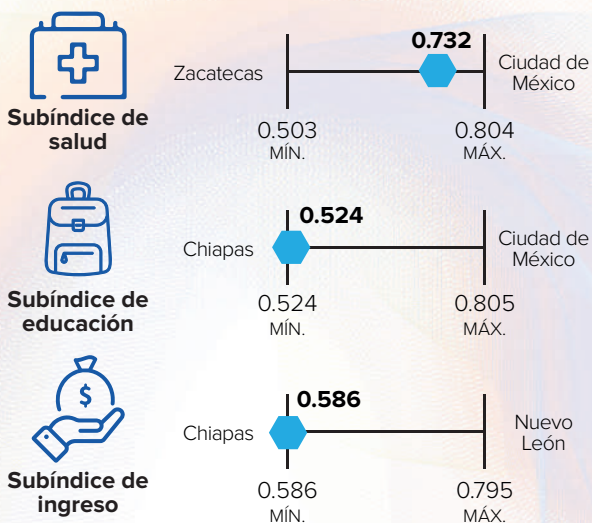 Subíndice de
salud
Zacatecas
0.732
Ciudad de
México
0.503
MÍN.
0.804
MÁX.
$
Subíndice de
educación
Chiapas
0.524
Ciudad de
México
0.524
MÍN.
0.805
MÁX.
Subíndice de
ingreso
Chiapas
0.586
Nuevo
León
0.586
MÍN.
0.795
MÁX.